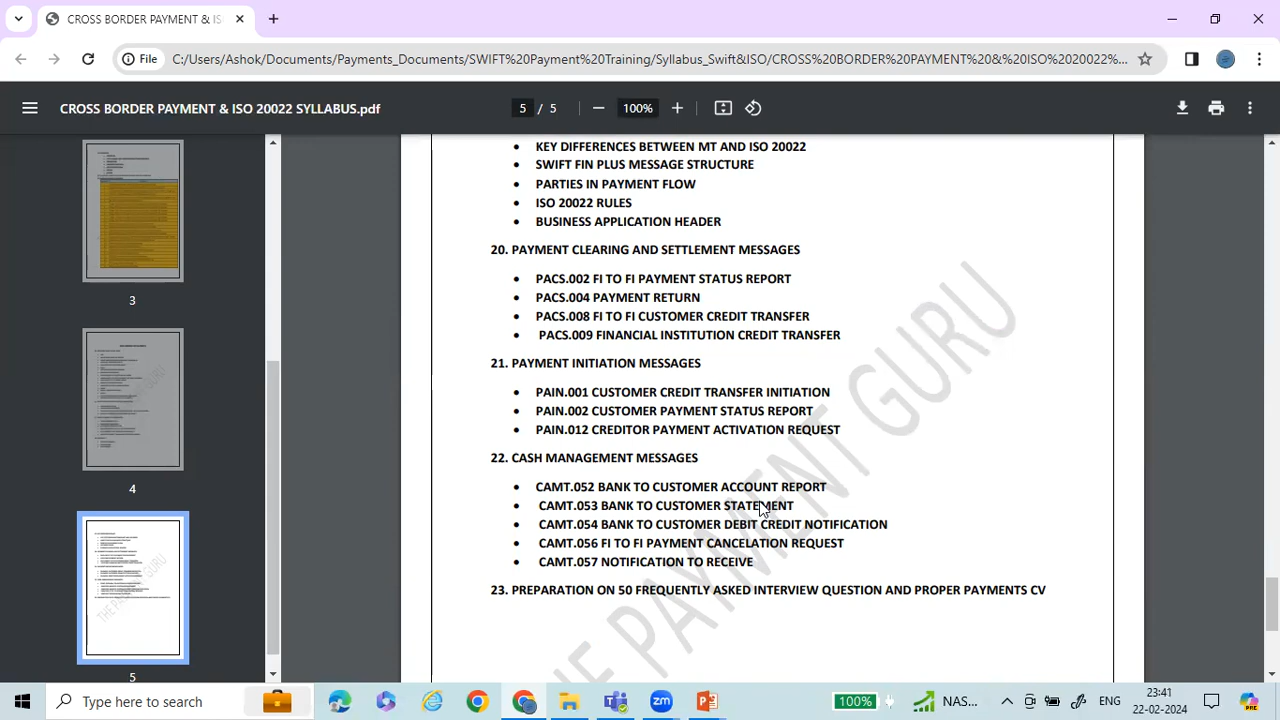 CROSS BORDER PAYMENT & IS
File
C:/Users/Ashok/Documents/Payments_Documents/SWIFT%20Payment%20Training/Syllabus_Swift&ISO/CROSS%20BORDER%20PAYMENT%20&%20ISO%2020022%...
CROSS BORDER PAYMENT & ISO 20022 SYLLABUS.pdf
5 / 5
100%
3
4
5
• KEY DIFFERENCES BETWEEN MT AND ISO 20022
• SWIFT FIN PLUS MESSAGE STRUCTURE
• PARTIES IN PAYMENT FLOW
• ISO 20022 RULES
• BUSINESS APPLICATION HEADER
20. PAYMENT CLEARING AND SETTLEMENT MESSAGES
• PACS.002 FI TO FI PAYMENT STATUS REPORT
• PACS.004 PAYMENT RETURN
• PACS.008 FI TO FI CUSTOMER CREDIT TRANSFER
• PACS.009 FINANCIAL INSTITUTION CREDIT TRANSFER
21. PAYMENT INITIATION MESSAGES
• PAIN.001 CUSTOMER CREDIT TRANSFER INITIATION
• PAIN.002 CUSTOMER PAYMENT STATUS REPORT
• PAIN.012 CREDITOR PAYMENT ACTIVATION REQUEST
22. CASH MANAGEMENT MESSAGES
• CAMT.052 BANK TO CUSTOMER ACCOUNT REPORT
• CAMT.053 BANK TO CUSTOMER STATEMENT
• CAMT.054 BANK TO CUSTOMER DEBIT CREDIT NOTIFICATION
• CAMT.056 FI TO FI PAYMENT CANCELATION REQUEST
• CAMT.057 NOTIFICATION TO RECEIVE
23. PREPARATION ON 50 FREQUENTLY ASKED INTERVIEW QUESTION AND PROPER PAYMENTS CV
THE PAYMENT GURU
Type here to search
100%
NAS...
ENG
23:41
22-02-2024